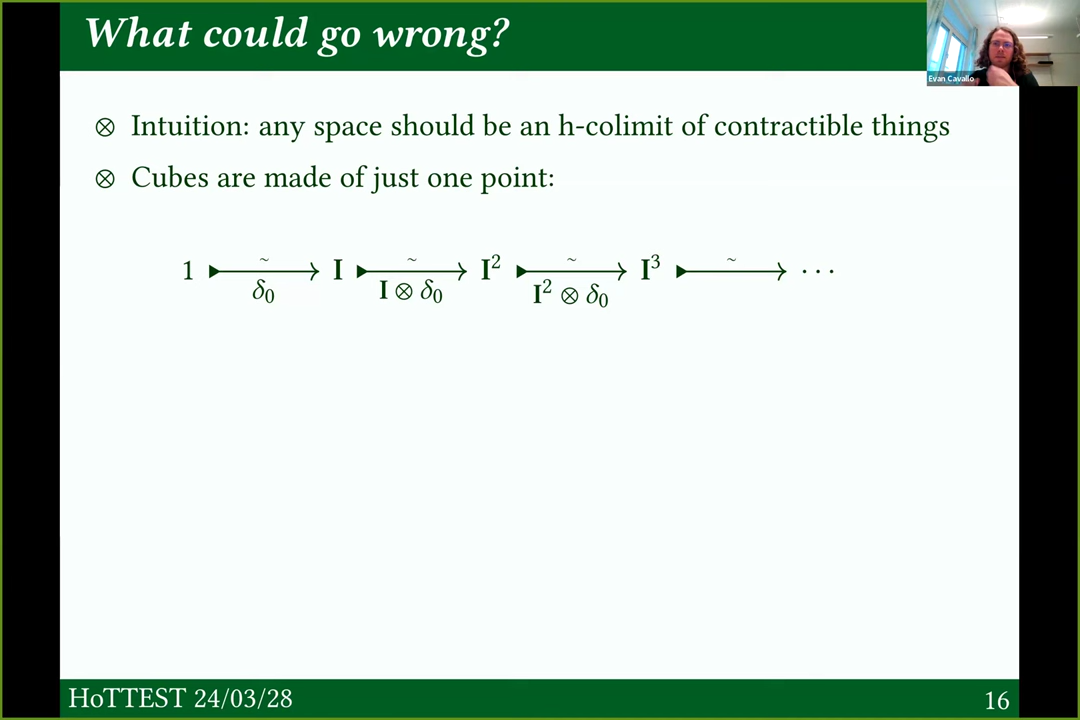 What could go wrong?
Evan Cavallo
⊗ Intuition: any space should be an h-colimit of contractible things
⊗ Cubes are made of just one point:
1 ∼ I ∼ I² ∼ I³ ∼ ···
δ₀ I ⊗ δ₀ I² ⊗ δ₀
HoTTEST 24/03/28
16